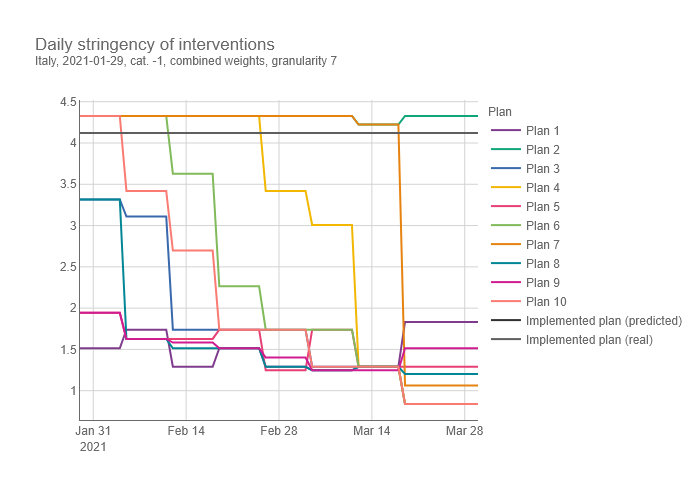 Daily stringency of interventions
Italy, 2021-01-29, cat. -1, combined weights, granularity 7
4.5
4
3.5
3
2.5
2
1.5
1
Jan 31
2021
Feb 14
Feb 28
Mar 14
Mar 28
Plan
Plan 1
Plan 2
Plan 3
Plan 4
Plan 5
Plan 6
Plan 7
Plan 8
Plan 9
Plan 10
Implemented plan (predicted)
Implemented plan (real)